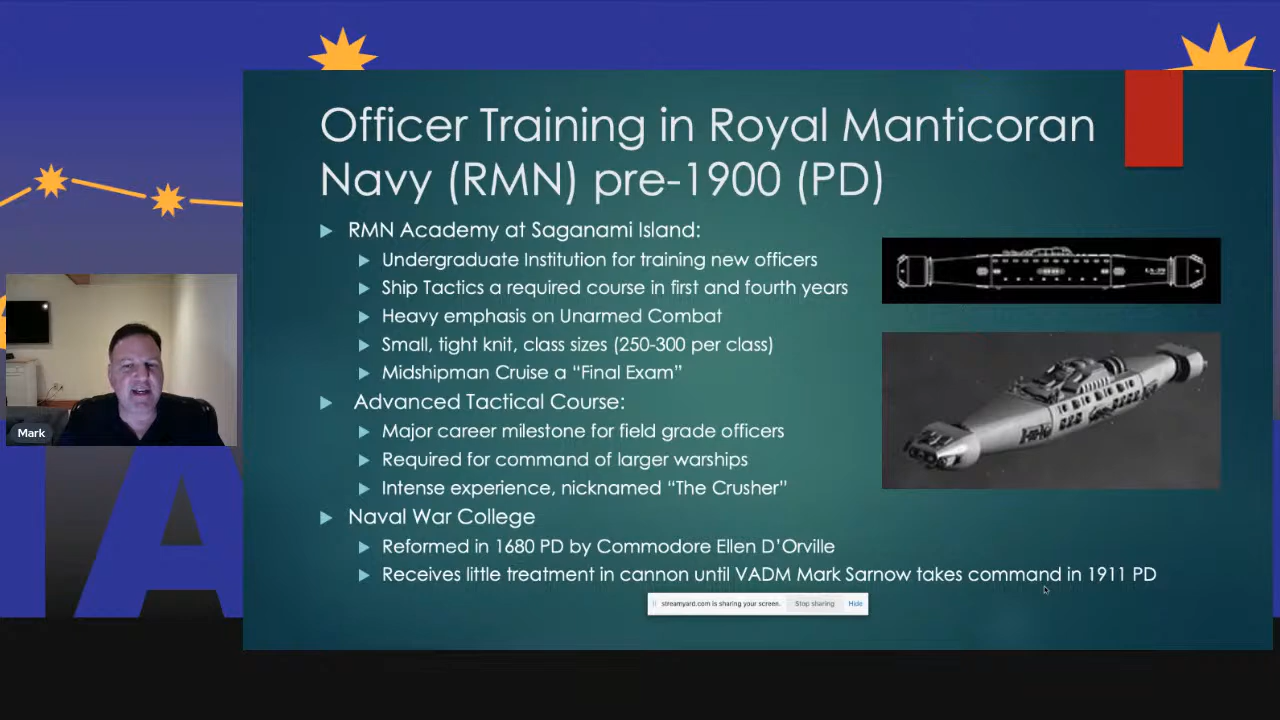 Officer Training in Royal Manticoran
Navy (RMN) pre-1900 (PD)
RMN Academy at Saganami Island:
Undergraduate Institution for training new officers
Ship Tactics a required course in first and fourth years
Heavy emphasis on Unarmed Combat
Small, tight knit, class sizes (250-300 per class)
Midshipman Cruise a “Final Exam”
Advanced Tactical Course:
Major career milestone for field grade officers
Required for command of larger warships
Intense experience, nicknamed “The Crusher”
Naval War College
Reformed in 1680 PD by Commodore Ellen D’Orville
Receives little treatment in cannon until VADM Mark Sarnow takes command in 1911 PD
streamyard.com is sharing your screen. Stop sharing Hide
Mark